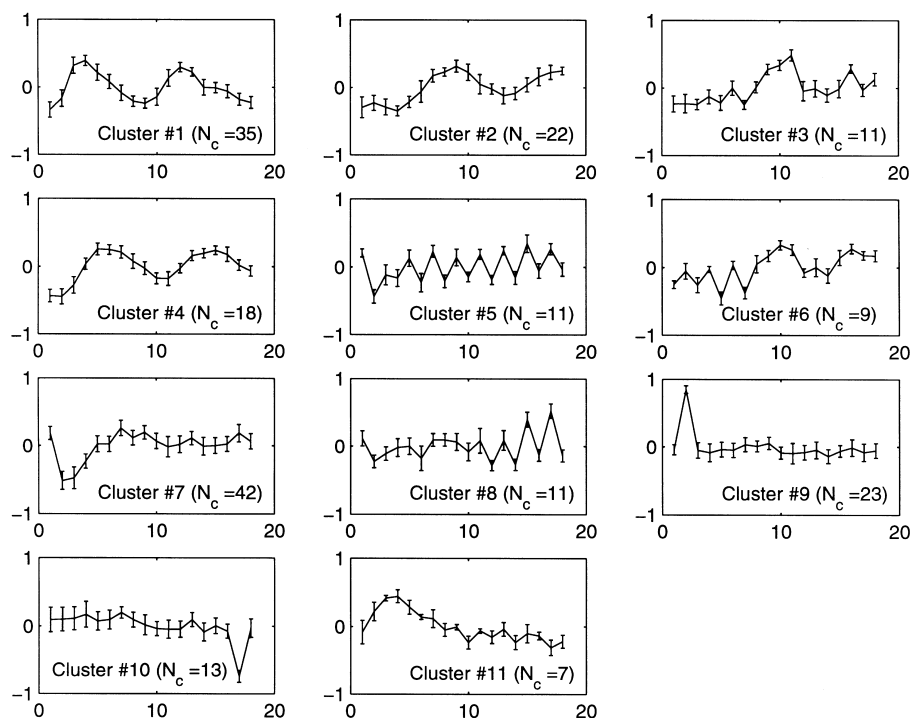 1
0
−1
0 10 20
Cluster #1 (N_c =35)
1
0
−1
0 10 20
Cluster #2 (N_c =22)
1
0
−1
0 10 20
Cluster #3 (N_c =11)
1
0
−1
0 10 20
Cluster #4 (N_c =18)
1
0
−1
0 10 20
Cluster #5 (N_c =11)
1
0
−1
0 10 20
Cluster #6 (N_c =9)
1
0
−1
0 10 20
Cluster #7 (N_c =42)
1
0
−1
0 10 20
Cluster #8 (N_c =11)
1
0
−1
0 10 20
Cluster #9 (N_c =23)
1
0
−1
0 10 20
Cluster #10 (N_c =13)
1
0
−1
0 10 20
Cluster #11 (N_c =7)